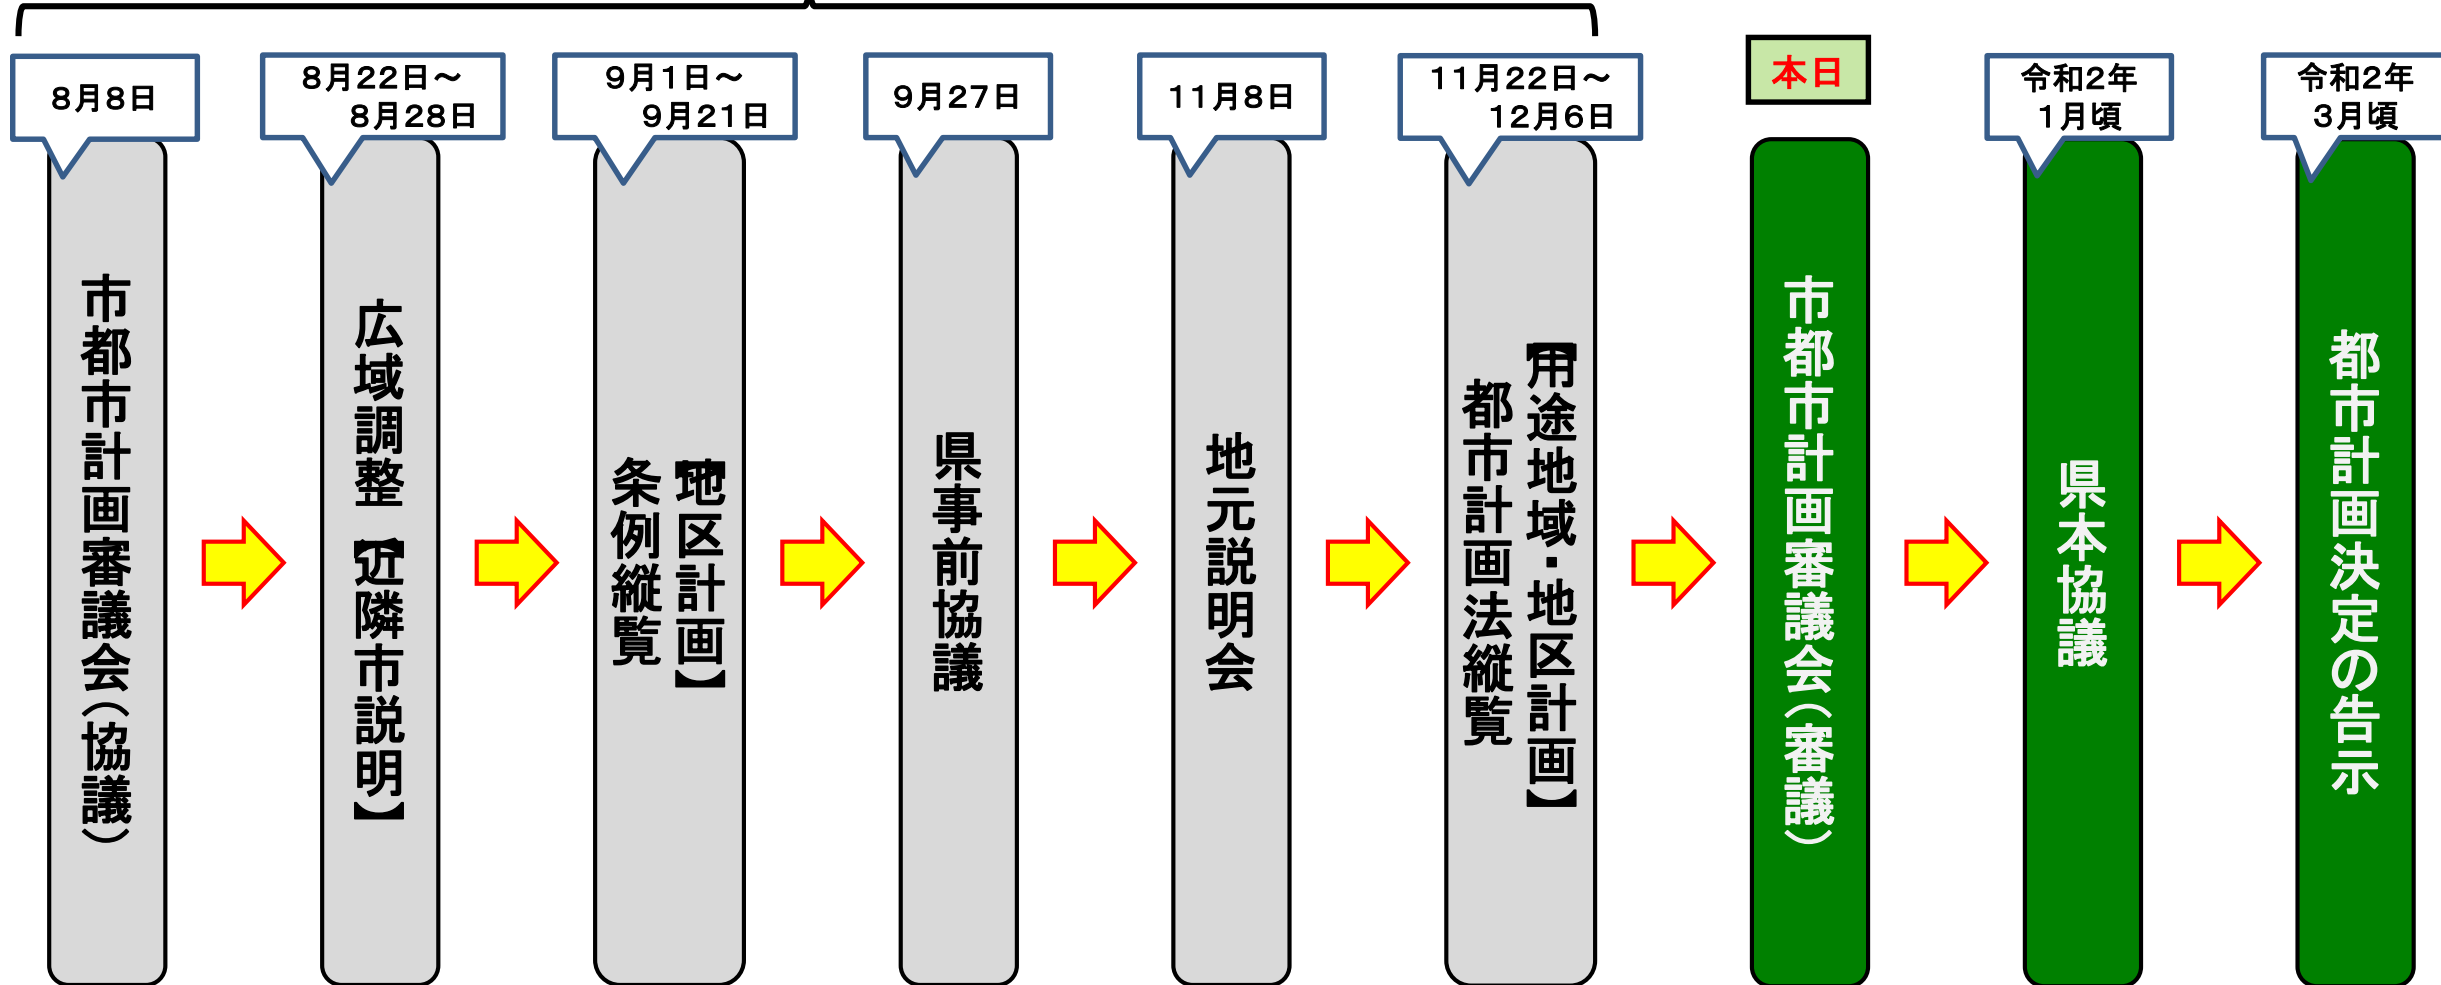 8月8日
市都市計画審議会（協議）
8月22日～
8月28日
広域調整【近隣市説明】
9月1日～
9月21日
【地区計画】
条例縦覧
9月27日
県事前協議
11月8日
地元説明会
11月22日～
12月6日
【用途地域・地区計画】
都市計画法縦覧
本日
市都市計画審議会（審議）
令和2年
1月頃
県本協議
令和2年
3月頃
都市計画決定の告示